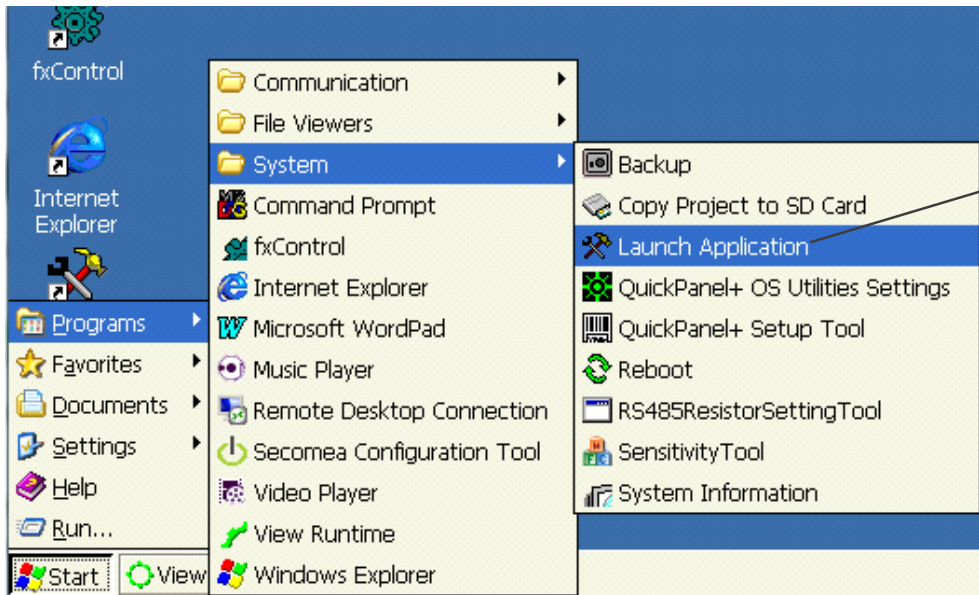 fxControl
Internet
Explorer
Programs
Favorites
Documents
Settings
Help
Run...
Start
View
Communication
File Viewers
System
Command Prompt
fxControl
Internet Explorer
Microsoft WordPad
Music Player
Remote Desktop Connection
Secomea Configuration Tool
Video Player
View Runtime
Windows Explorer
Backup
Copy Project to SD Card
Launch Application
QuickPanel+ OS Utilities Settings
QuickPanel+ Setup Tool
Reboot
RS485ResistorSettingTool
SensitivityTool
System Information